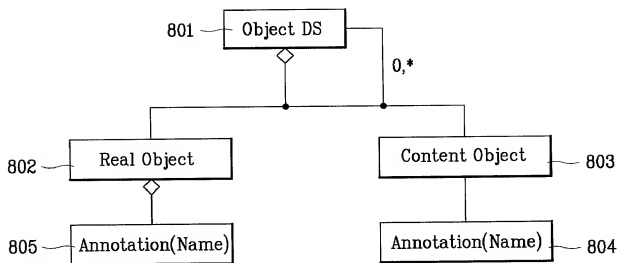 801 Object DS
0,*
802 Real Object
Content Object 803
805 Annotation(Name)
Annotation(Name) 804